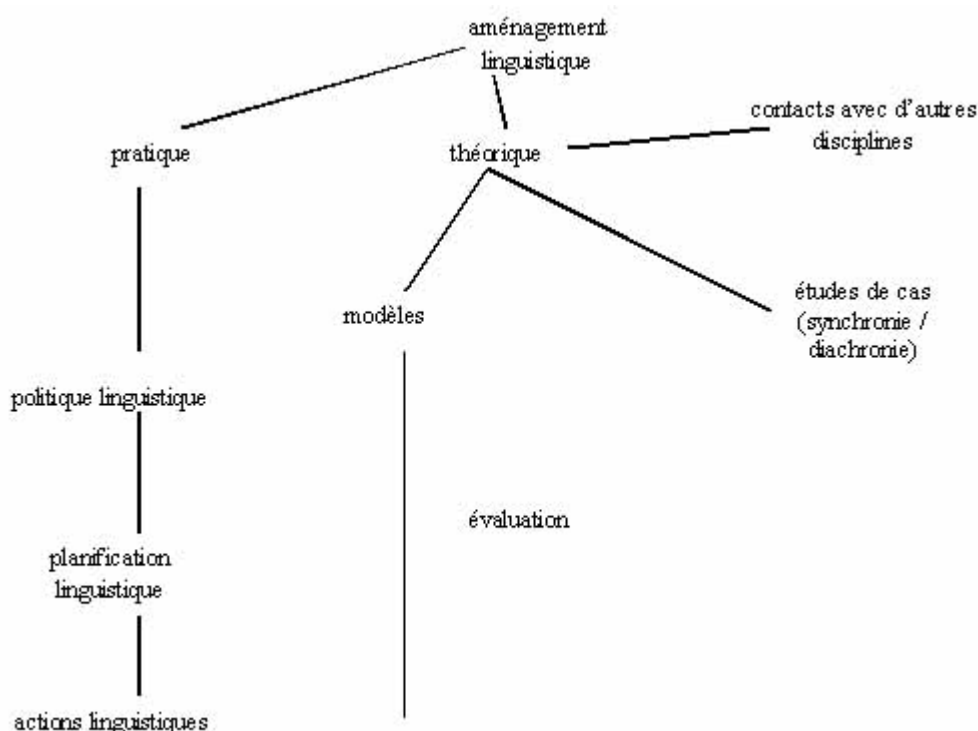 aménagement
linguistique
contacts avec d'autres
disciplines
pratique
théorique
études de cas
(synchronie /
diachronie)
modèles
politique linguistique
évaluation
planification
linguistique
actions linguistiques